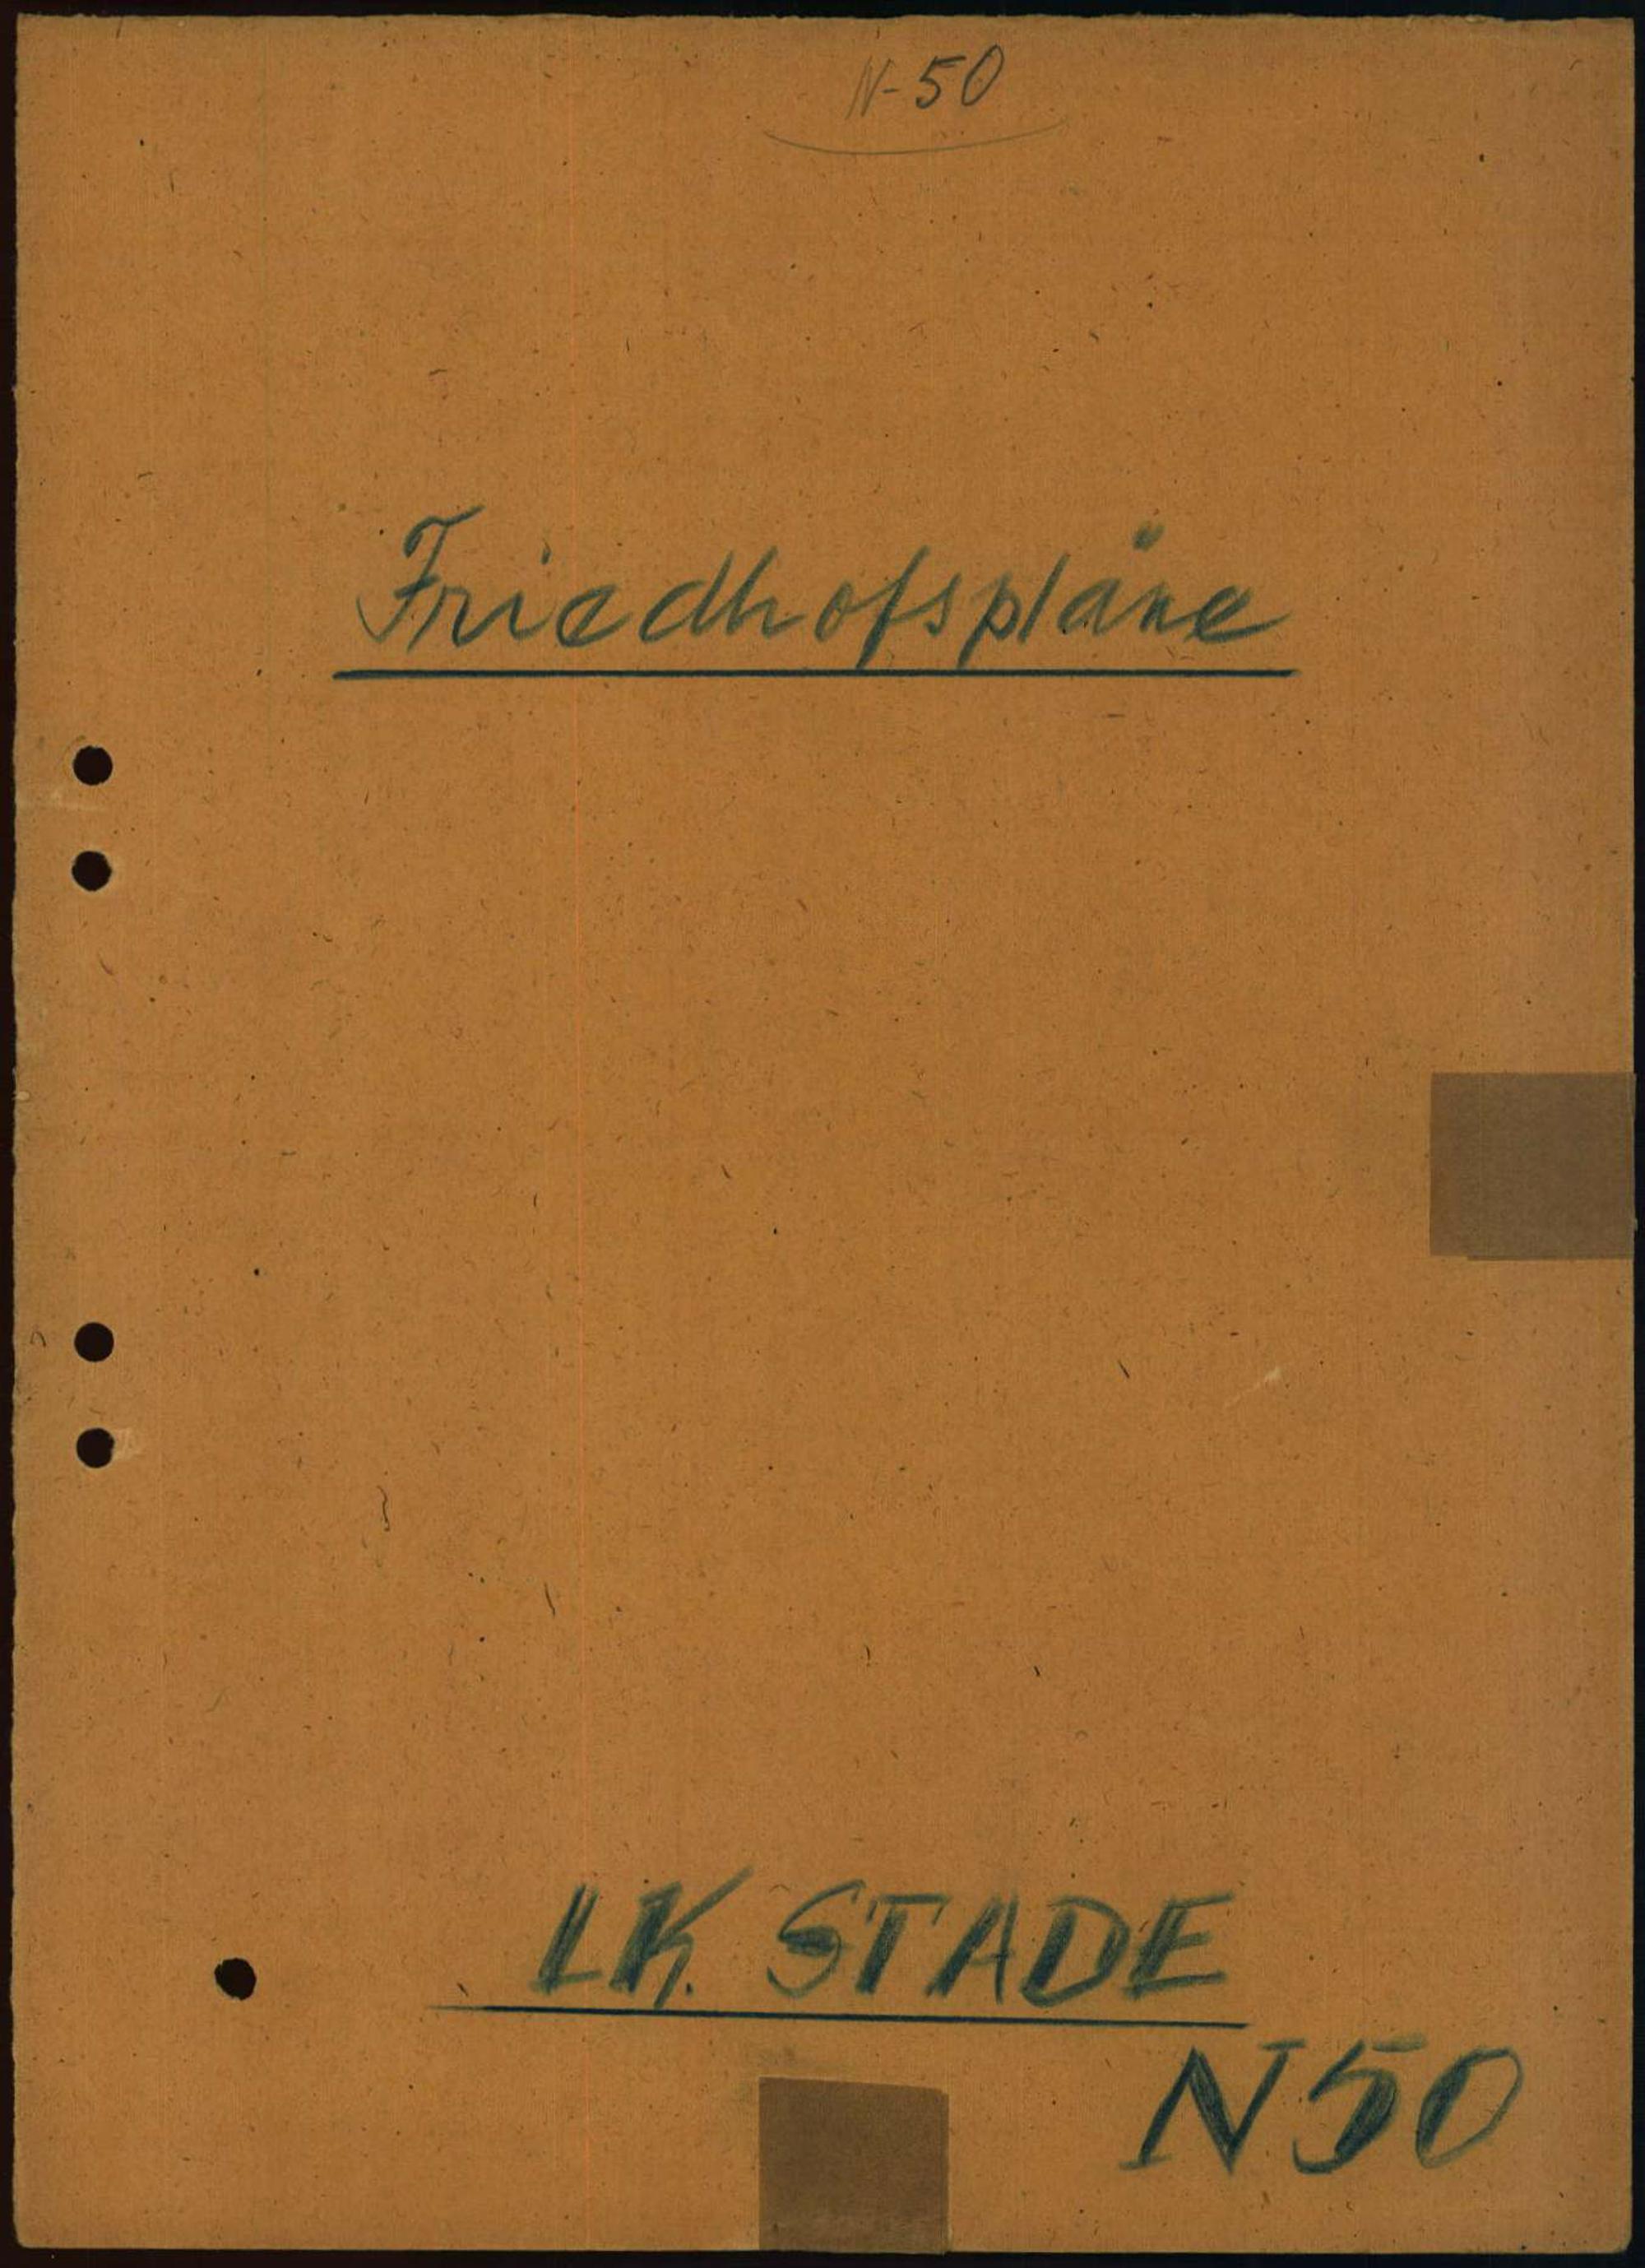 N-50
Friedhofspläne
LK. STADE
N50